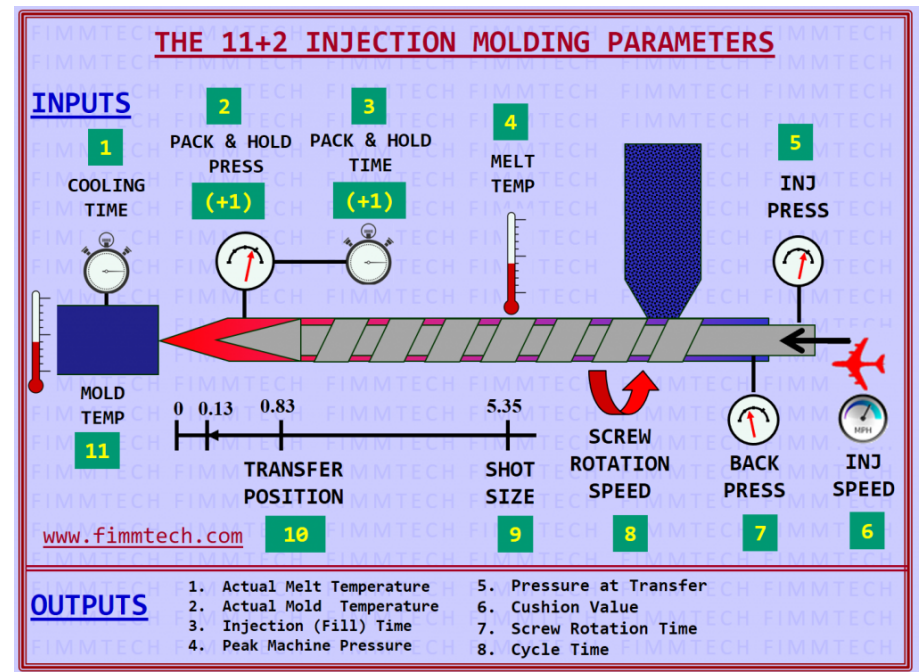 THE 11+2 INJECTION MOLDING PARAMETERS
INPUTS
1
COOLING
TIME
2
PACK & HOLD
PRESS
(+1)
3
PACK & HOLD
TIME
(+1)
4
MELT
TEMP
5
INJ
PRESS
MOLD
TEMP
11
0 0.13 0.83 5.35
TRANSFER
POSITION
10
SHOT
SIZE
9
SCREW
ROTATION
SPEED
8
BACK
PRESS
7
MPH
INJ
SPEED
6
www.fimmtech.com
OUTPUTS
1. Actual Melt Temperature
2. Actual Mold Temperature
3. Injection (Fill) Time
4. Peak Machine Pressure
5. Pressure at Transfer
6. Cushion Value
7. Screw Rotation Time
8. Cycle Time